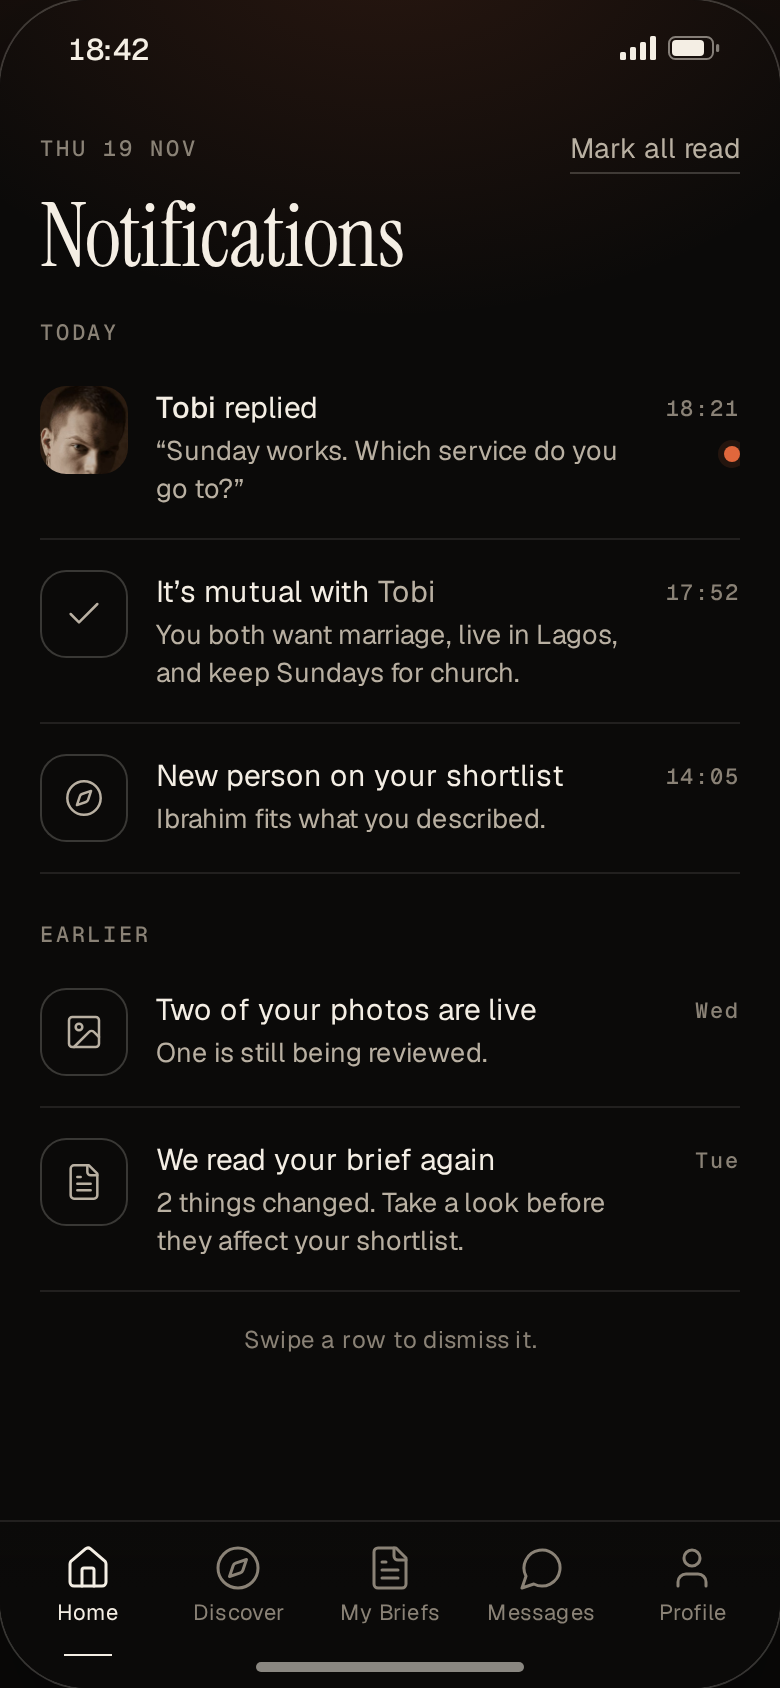 18:42
THU 19 NOV
Mark all read
Notifications
TODAY
Tobi replied
18:21
“Sunday works. Which service do you
go to?”
It’s mutual with Tobi
17:52
You both want marriage, live in Lagos,
and keep Sundays for church.
New person on your shortlist
14:05
Ibrahim fits what you described.
EARLIER
Two of your photos are live
Wed
One is still being reviewed.
We read your brief again
Tue
2 things changed. Take a look before
they affect your shortlist.
Swipe a row to dismiss it.
Home
Discover
My Briefs
Messages
Profile